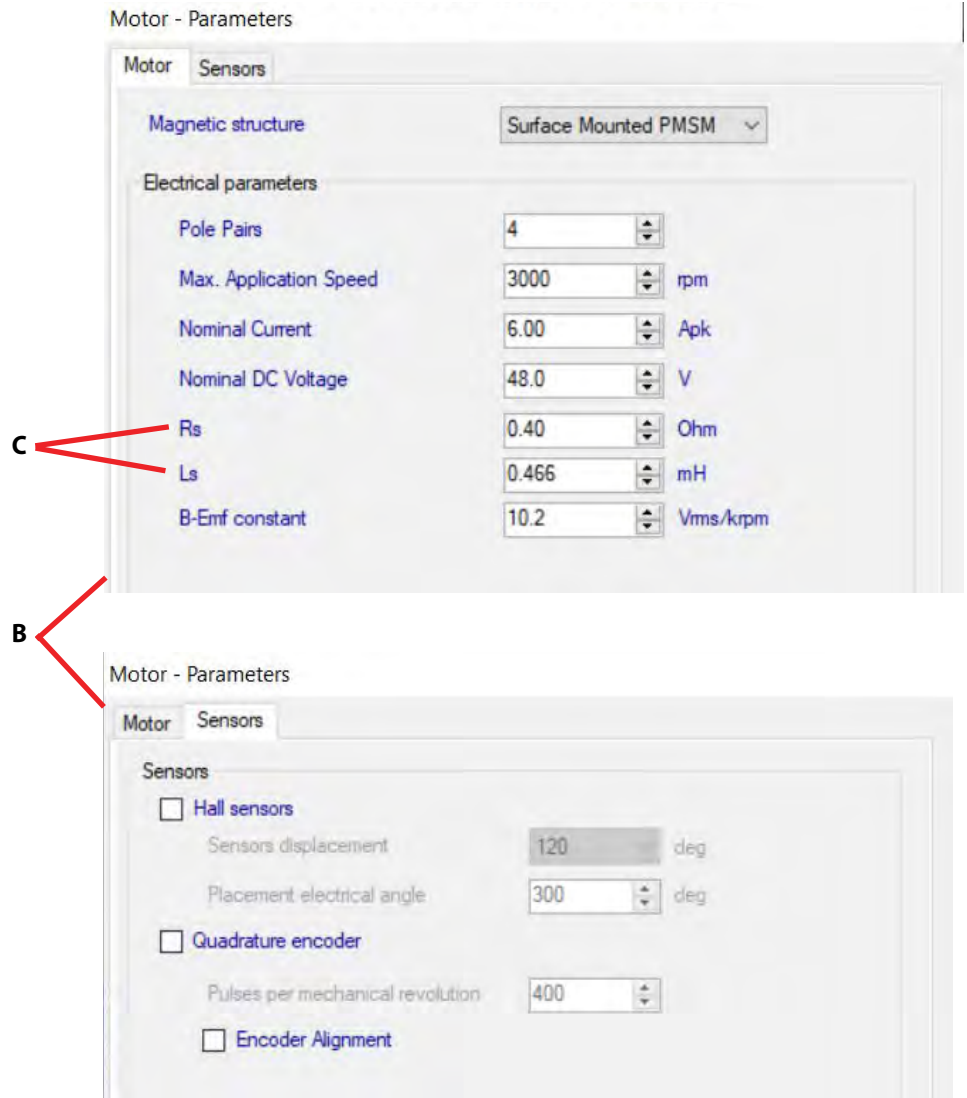 Motor - Parameters
Motor Sensors
Magnetic structure Surface Mounted PMSM
Electrical parameters
Pole Pairs 4
Max. Application Speed 3000 rpm
Nominal Current 6.00 Apk
Nominal DC Voltage 48.0 V
C Rs 0.40 Ohm
Ls 0.466 mH
B-Emf constant 10.2 Vrms/krpm
B
Motor - Parameters
Motor Sensors
Sensors
Hall sensors
Sensors displacement 120 deg
Placement electrical angle 300 deg
Quadrature encoder
Pulses per mechanical revolution 400
Encoder Alignment